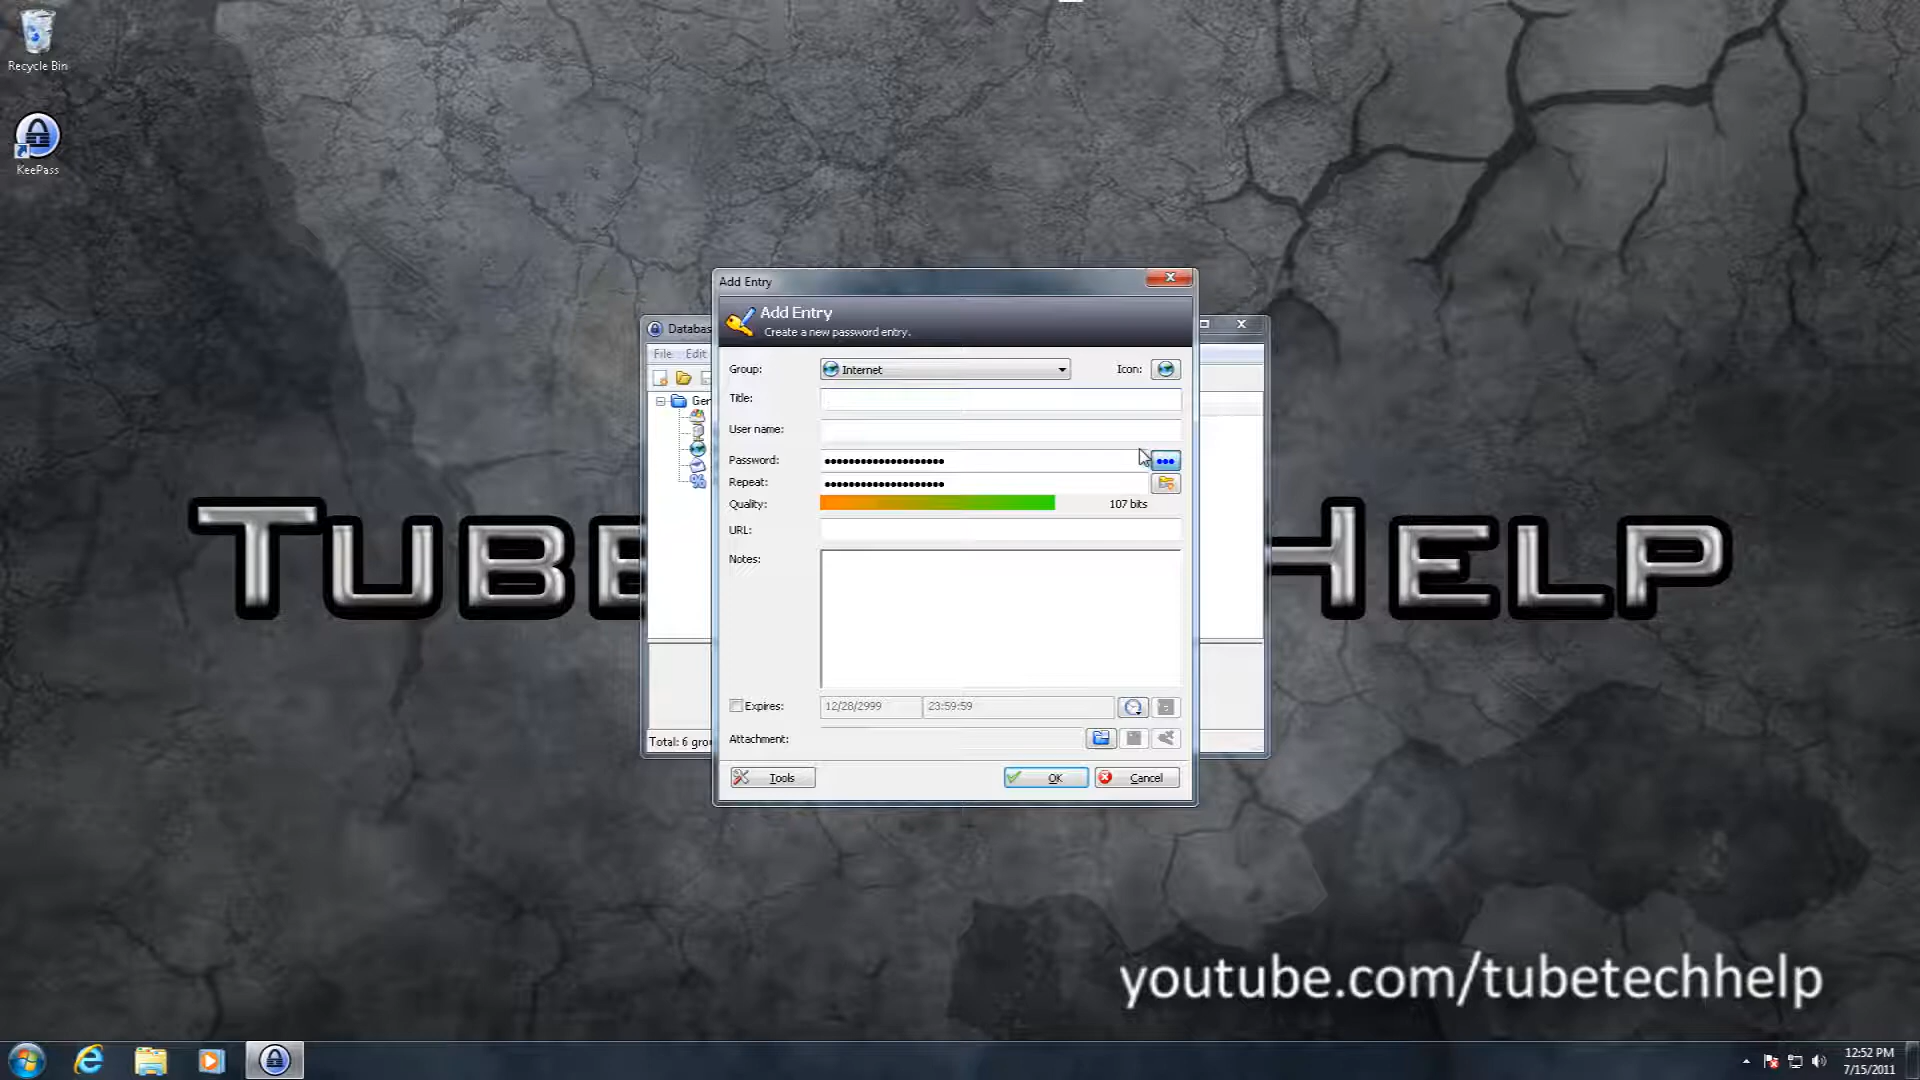 Recycle Bin
KeePass
Add Entry
Add Entry
Create a new password entry.
Databas
File Edit
Group:
Internet
Icon:
Gen
Title:
User name:
Password:
••••••••••••••••••••
Repeat:
••••••••••••••••••••
Quality:
107 bits
URL:
Notes:
Expires:
12/28/2999
23:59:59
Attachment:
Total: 6 gro
Tools
OK
Cancel
TUBE
HELP
youtube.com/tubetechhelp
12:52 PM
7/15/2011